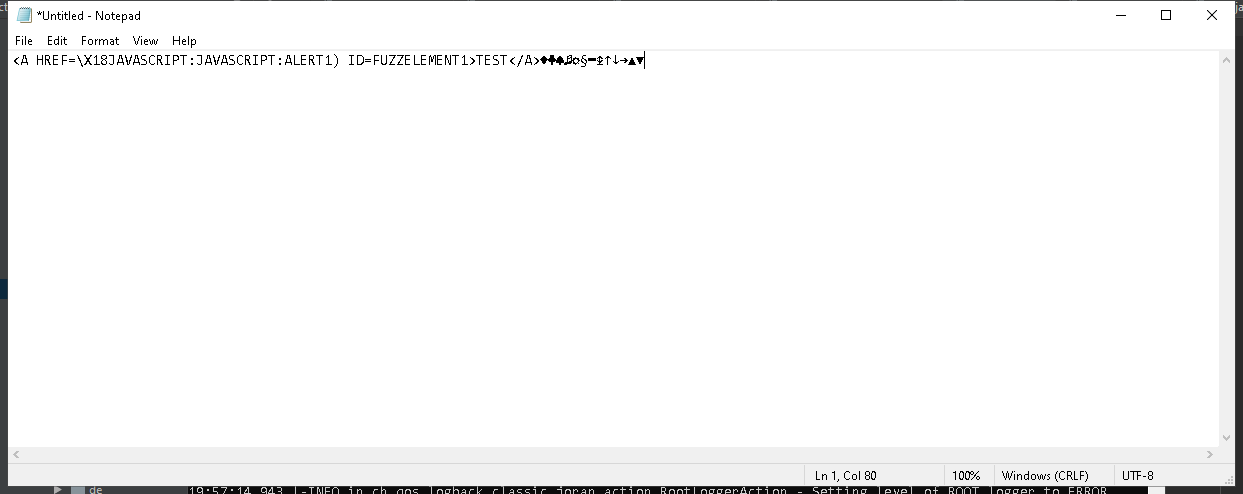 *Untitled - Notepad
File Edit Format View Help
<A HREF=\X18JAVASCRIPT:JAVASCRIPT:ALERT1) ID=FUZZELEMENT1>TEST</A>♦♣♠♫☼§▬↨↑↓→▲▼
Ln 1, Col 80 100% Windows (CRLF) UTF-8
de 19:57:14,943 |-INFO in ch.qos.logback.classic.joran.action.RootLoggerAction - Setting level of ROOT logger to ERROR